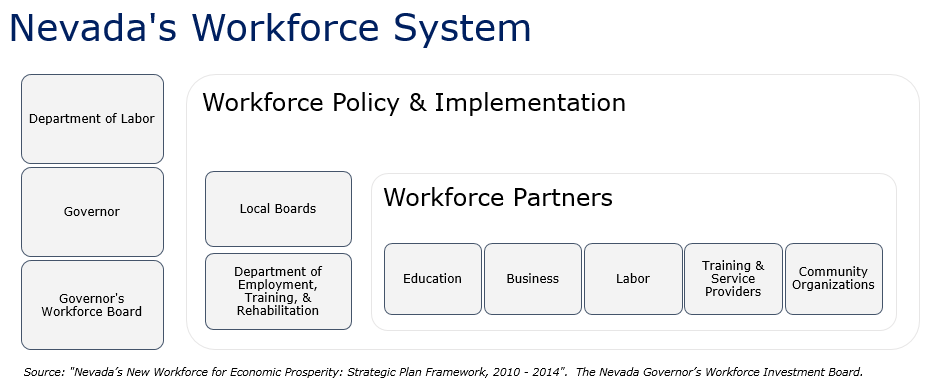 Nevada's Workforce System
Department of Labor
Governor
Governor's
Workforce Board
Workforce Policy & Implementation
Local Boards
Department of
Employment,
Training, &
Rehabilitation
Workforce Partners
Education
Business
Labor
Training &
Service
Providers
Community
Organizations
Source: "Nevada’s New Workforce for Economic Prosperity: Strategic Plan Framework, 2010 - 2014".  The Nevada Governor’s Workforce Investment Board.